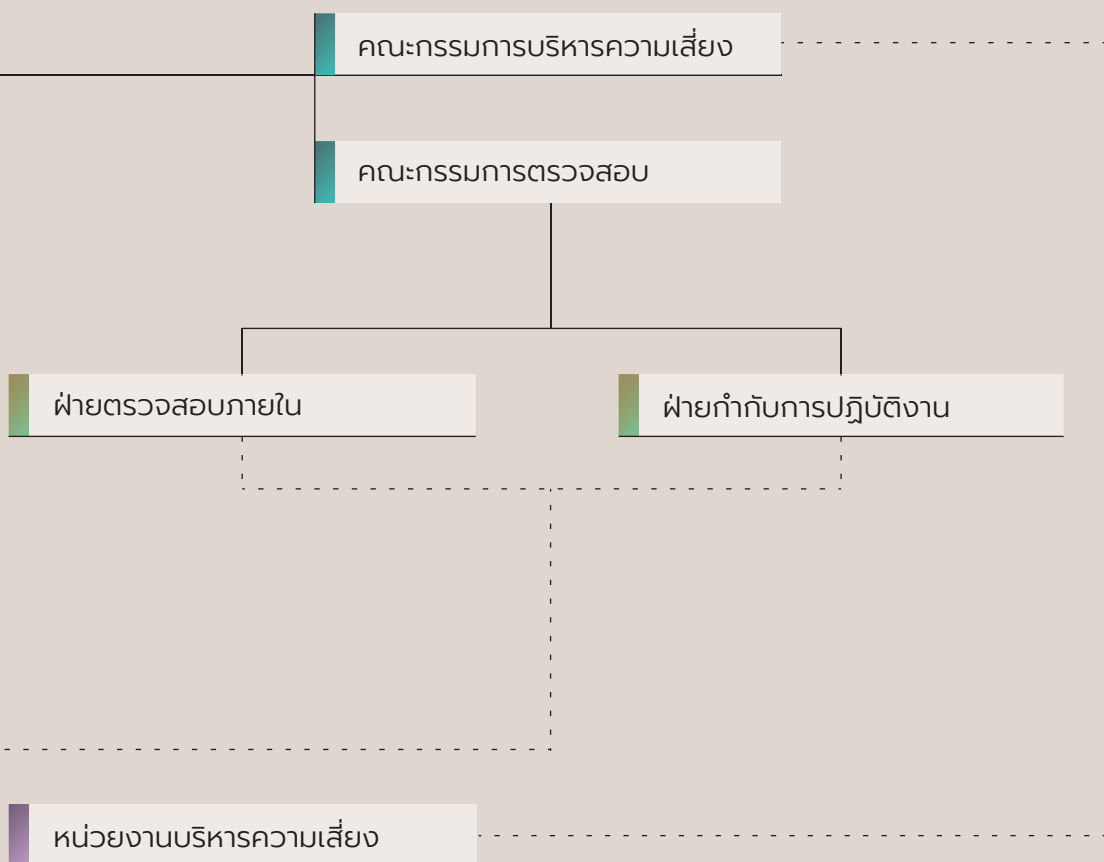 คณะกรรมการบริหารความเสี่ยง
คณะกรรมการตรวจสอบ
ฝ่ายตรวจสอบภายใน
ฝ่ายกำกับการปฏิบัติงาน
หน่วยงานบริหารความเสี่ยง